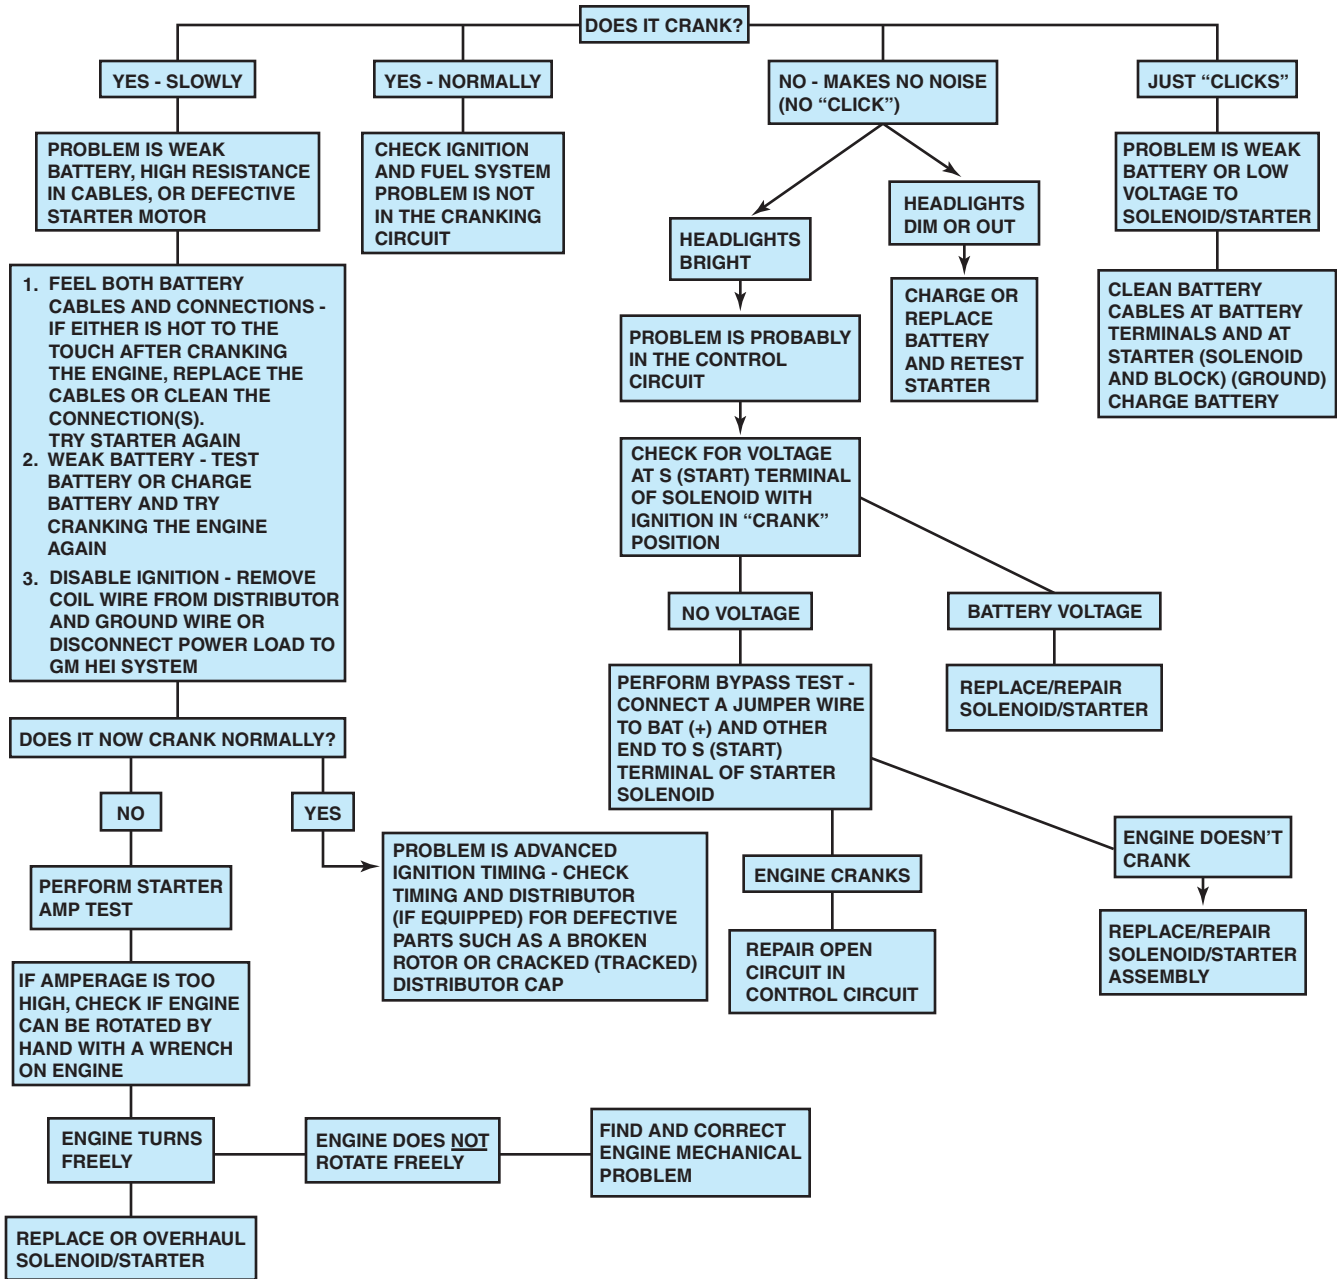 DOES IT CRANK?
YES - SLOWLY
PROBLEM IS WEAK
BATTERY, HIGH RESISTANCE
IN CABLES, OR DEFECTIVE
STARTER MOTOR
1. FEEL BOTH BATTERY
CABLES AND CONNECTIONS -
IF EITHER IS HOT TO THE
TOUCH AFTER CRANKING
THE ENGINE, REPLACE THE
CABLES OR CLEAN THE
CONNECTION(S).
TRY STARTER AGAIN
2. WEAK BATTERY - TEST
BATTERY OR CHARGE
BATTERY AND TRY
CRANKING THE ENGINE
AGAIN
3. DISABLE IGNITION - REMOVE
COIL WIRE FROM DISTRIBUTOR
AND GROUND WIRE OR
DISCONNECT POWER LOAD TO
GM HEI SYSTEM
DOES IT NOW CRANK NORMALLY?
NO
PERFORM STARTER
AMP TEST
IF AMPERAGE IS TOO
HIGH, CHECK IF ENGINE
CAN BE ROTATED BY
HAND WITH A WRENCH
ON ENGINE
ENGINE TURNS
FREELY
REPLACE OR OVERHAUL
SOLENOID/STARTER
ENGINE DOES NOT
ROTATE FREELY
FIND AND CORRECT
ENGINE MECHANICAL
PROBLEM
YES
PROBLEM IS ADVANCED
IGNITION TIMING - CHECK
TIMING AND DISTRIBUTOR
(IF EQUIPPED) FOR DEFECTIVE
PARTS SUCH AS A BROKEN
ROTOR OR CRACKED (TRACKED)
DISTRIBUTOR CAP
YES - NORMALLY
CHECK IGNITION
AND FUEL SYSTEM
PROBLEM IS NOT
IN THE CRANKING
CIRCUIT
NO - MAKES NO NOISE
(NO “CLICK”)
HEADLIGHTS
BRIGHT
PROBLEM IS PROBABLY
IN THE CONTROL
CIRCUIT
CHECK FOR VOLTAGE
AT S (START) TERMINAL
OF SOLENOID WITH
IGNITION IN “CRANK”
POSITION
NO VOLTAGE
PERFORM BYPASS TEST -
CONNECT A JUMPER WIRE
TO BAT (+) AND OTHER
END TO S (START)
TERMINAL OF STARTER
SOLENOID
ENGINE CRANKS
REPAIR OPEN
CIRCUIT IN
CONTROL CIRCUIT
ENGINE DOESN’T
CRANK
REPLACE/REPAIR
SOLENOID/STARTER
ASSEMBLY
BATTERY VOLTAGE
REPLACE/REPAIR
SOLENOID/STARTER
HEADLIGHTS
DIM OR OUT
CHARGE OR
REPLACE
BATTERY
AND RETEST
STARTER
JUST “CLICKS”
PROBLEM IS WEAK
BATTERY OR LOW
VOLTAGE TO
SOLENOID/STARTER
CLEAN BATTERY
CABLES AT BATTERY
TERMINALS AND AT
STARTER (SOLENOID
AND BLOCK) (GROUND)
CHARGE BATTERY